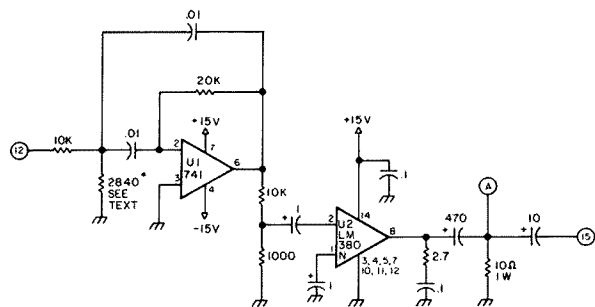 .01
20K
+15V
+15V
12
10K
.01
2
7
U1
741
6
3
4
2840*
SEE
TEXT
-15V
10K
.1
A
+
1
2
14
U2
LM
380
N
8
470
+
10
+
15
1
3, 4, 5, 7
10, 11, 12
2.7
10Ω
1W
1000
+
1
.1